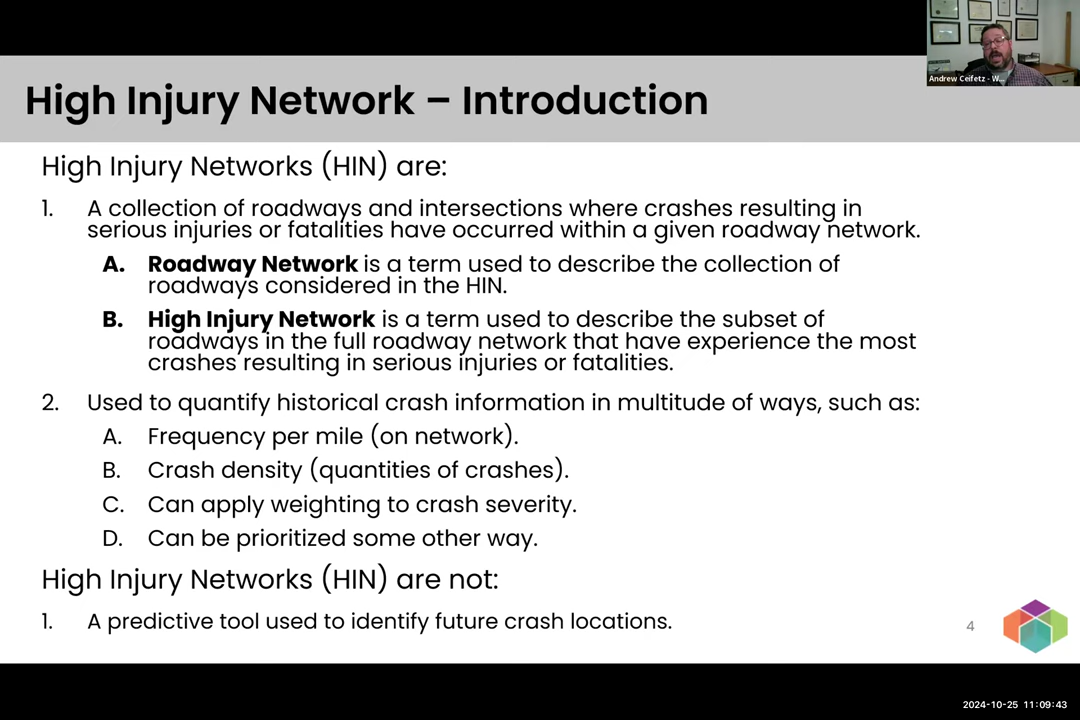 Andrew Ceifetz - W...
High Injury Network – Introduction
High Injury Networks (HIN) are:
1. A collection of roadways and intersections where crashes resulting in
serious injuries or fatalities have occurred within a given roadway network.
A. Roadway Network is a term used to describe the collection of
roadways considered in the HIN.
B. High Injury Network is a term used to describe the subset of
roadways in the full roadway network that have experience the most
crashes resulting in serious injuries or fatalities.
2. Used to quantify historical crash information in multitude of ways, such as:
A. Frequency per mile (on network).
B. Crash density (quantities of crashes).
C. Can apply weighting to crash severity.
D. Can be prioritized some other way.
High Injury Networks (HIN) are not:
1. A predictive tool used to identify future crash locations.
4
2024-10-25 11:09:43